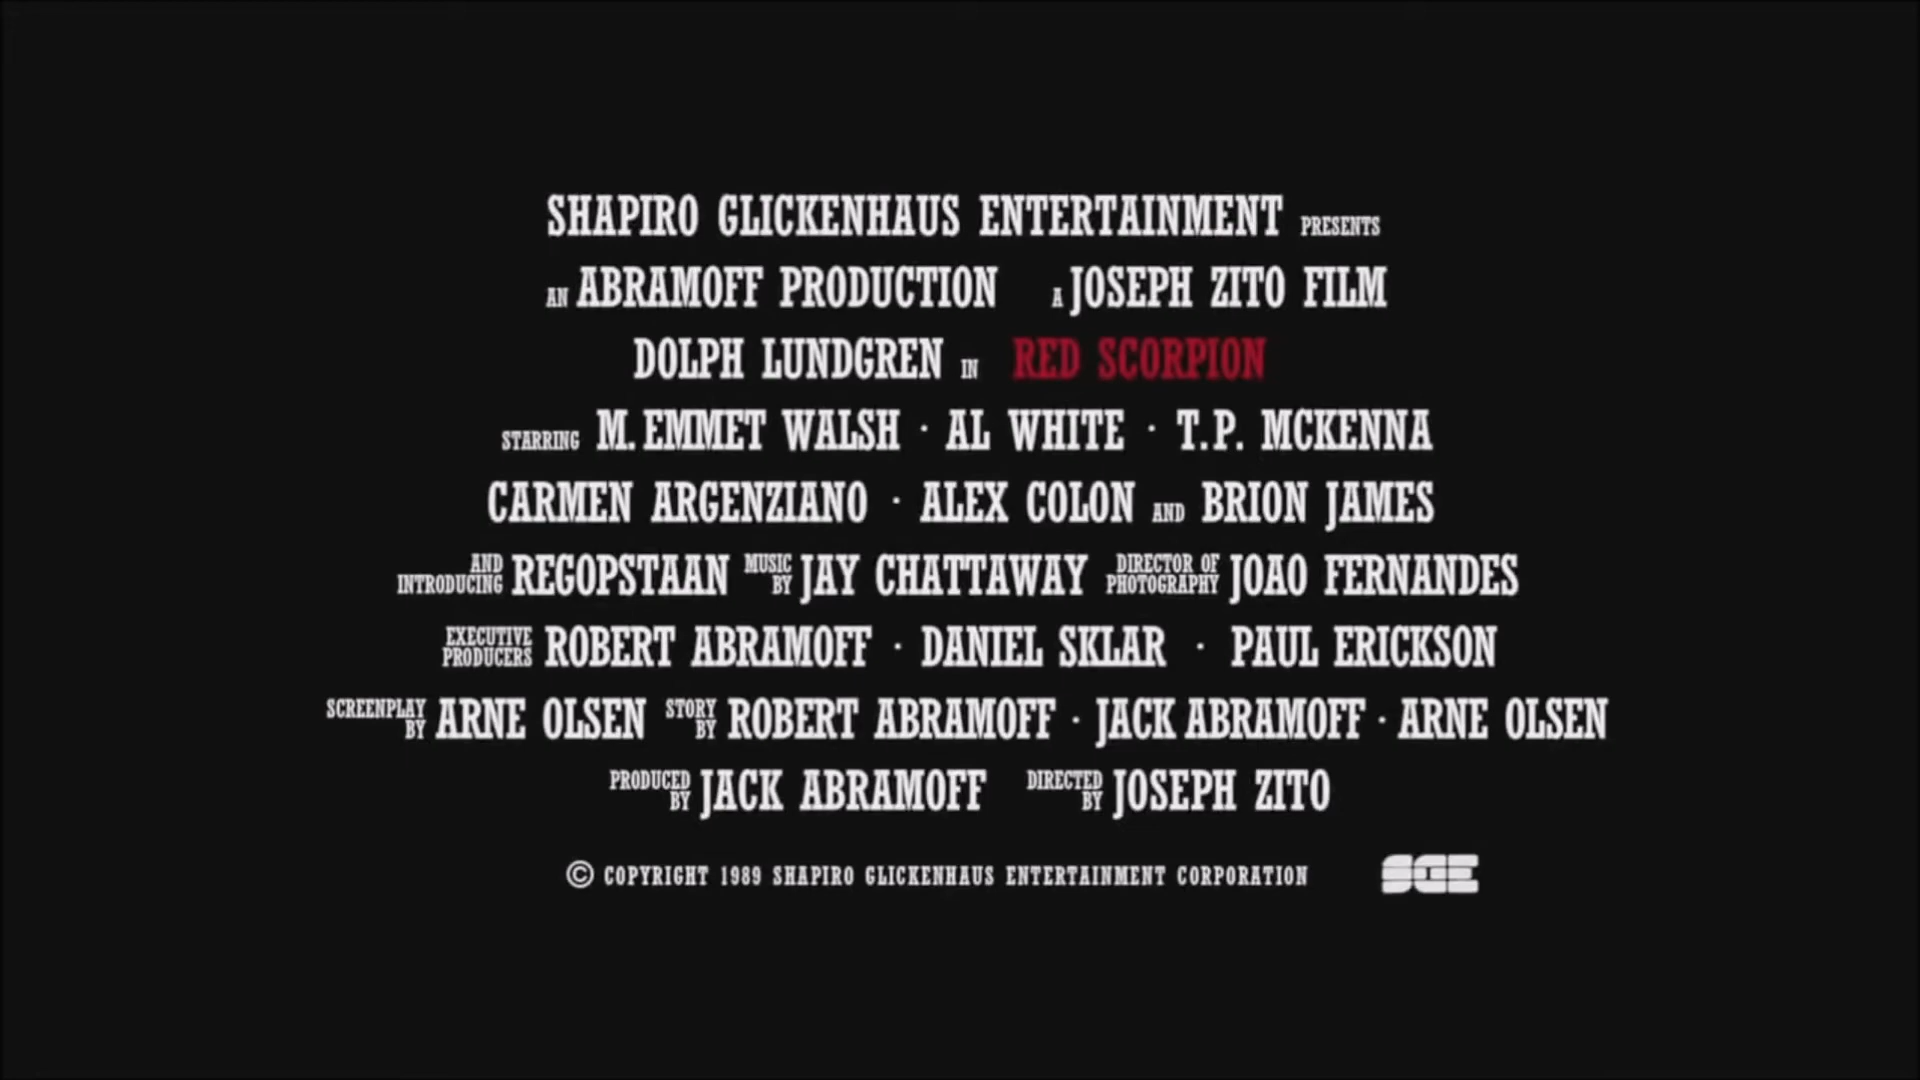 SHAPIRO GLICKENHAUS ENTERTAINMENT PRESENTS
AN ABRAMOFF PRODUCTION A JOSEPH ZITO FILM
DOLPH LUNDGREN IN RED SCORPION
STARRING M. EMMET WALSH · AL WHITE · T.P. MCKENNA
CARMEN ARGENZIANO · ALEX COLON AND BRION JAMES
AND INTRODUCING REGOPSTAAN MUSIC BY JAY CHATTAWAY DIRECTOR OF PHOTOGRAPHY JOAO FERNANDES
EXECUTIVE PRODUCERS ROBERT ABRAMOFF · DANIEL SKLAR · PAUL ERICKSON
SCREENPLAY BY ARNE OLSEN STORY BY ROBERT ABRAMOFF · JACK ABRAMOFF · ARNE OLSEN
PRODUCED BY JACK ABRAMOFF DIRECTED BY JOSEPH ZITO
© COPYRIGHT 1989 SHAPIRO GLICKENHAUS ENTERTAINMENT CORPORATION SGE